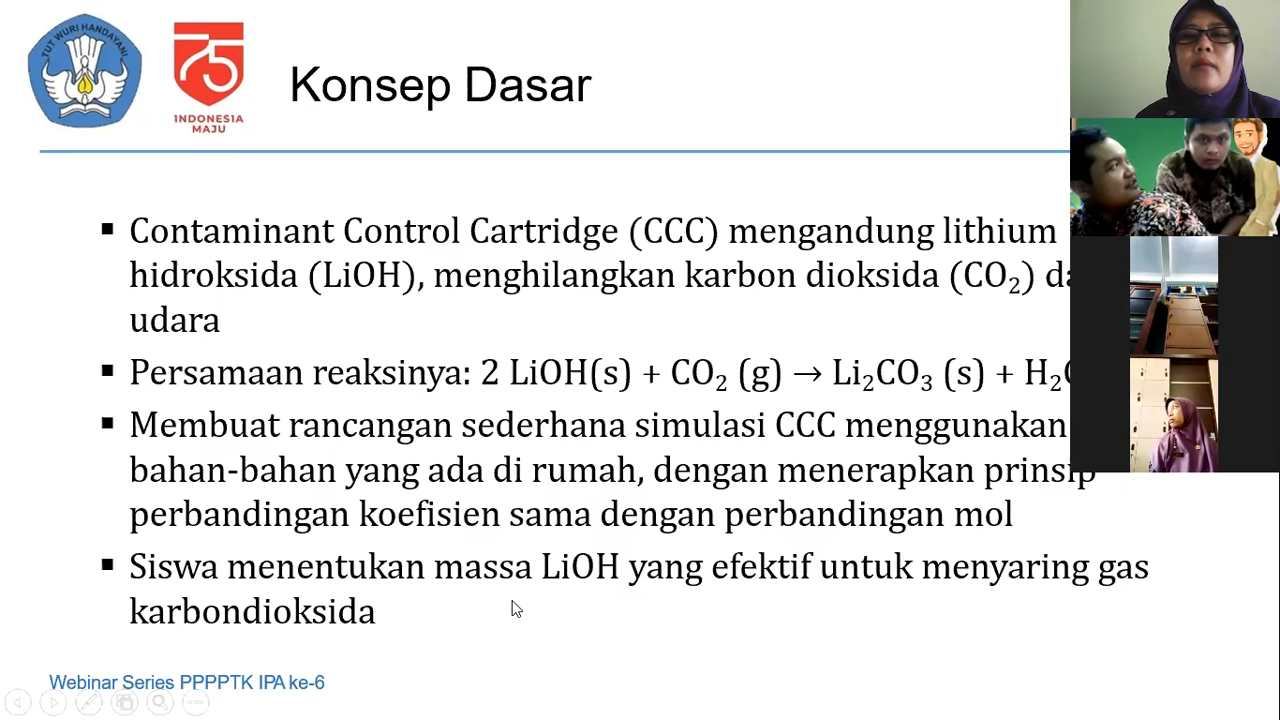 TUT WURI HANDAYANI
75
INDONESIA
MAJU
Konsep Dasar
Contaminant Control Cartridge (CCC) mengandung lithium
hidroksida (LiOH), menghilangkan karbon dioksida (CO₂)
udara
Persamaan reaksinya: 2 LiOH(s) + CO₂ (g) → Li₂CO₃ (s) +
Membuat rancangan sederhana simulasi CCC menggunakan
bahan-bahan yang ada di rumah, dengan menerapkan prinsip
perbandingan koefisien sama dengan perbandingan mol
Siswa menentukan massa LiOH yang efektif untuk menyaring gas
karbondioksida
Webinar Series PPPPTK IPA ke-6